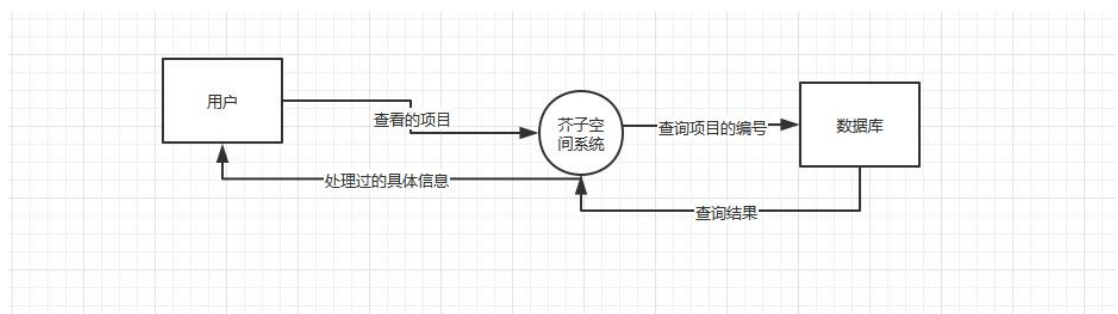 用户
查看的项目
芥子空
间系统
查询项目的编号
数据库
处理过的具体信息
查询结果